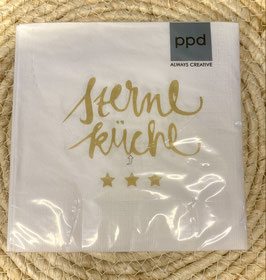 ppd
ALWAYS CREATIVE
sterne
küche